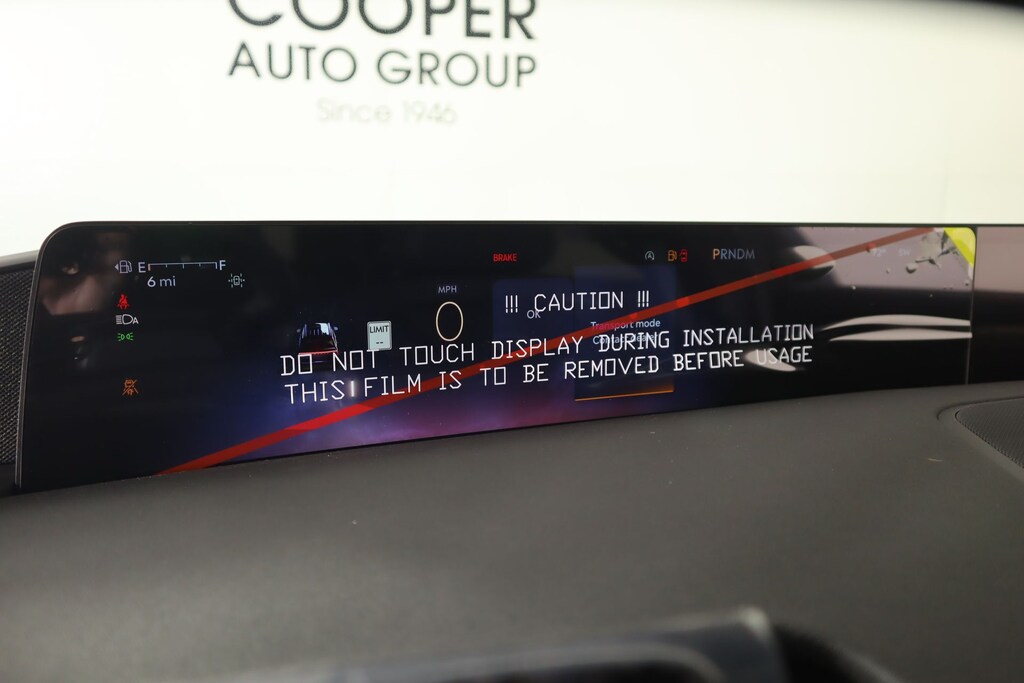 COOPER
AUTO GROUP
Since 1946
E F
6 mi
BRAKE
PRNDM
MPH
0
!!! CAUTION !!!
OK
Transport mode
LIMIT
--
DO NOT TOUCH DISPLAY DURING INSTALLATION
THIS FILM IS TO BE REMOVED BEFORE USAGE